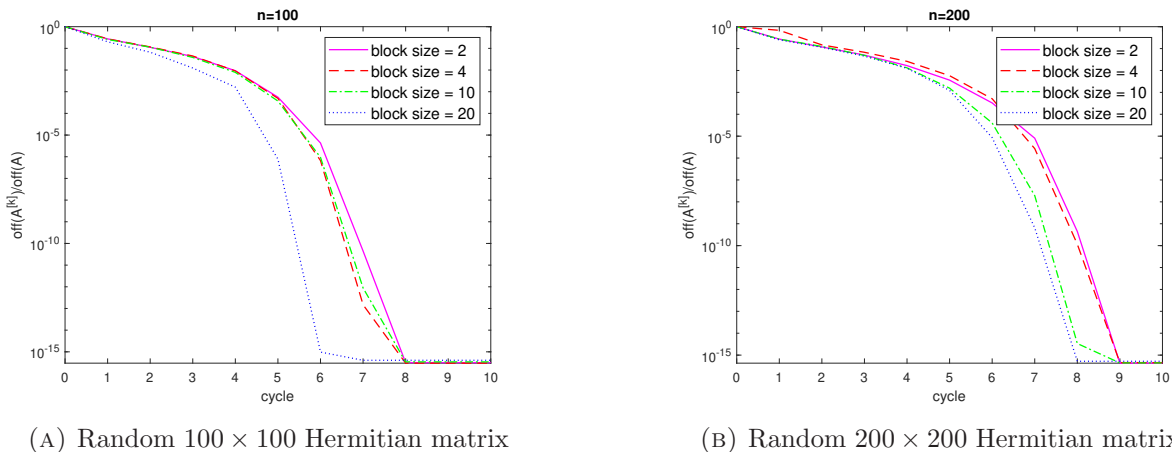 n=100
10^0
10^-5
10^-10
10^-15
off(A^[k])/off(A)
0 1 2 3 4 5 6 7 8 9 10
cycle
block size = 2
block size = 4
block size = 10
block size = 20
(A) Random 100 × 100 Hermitian matrix
n=200
10^0
10^-5
10^-10
10^-15
off(A^[k])/off(A)
0 1 2 3 4 5 6 7 8 9 10
cycle
block size = 2
block size = 4
block size = 10
block size = 20
(B) Random 200 × 200 Hermitian matrix